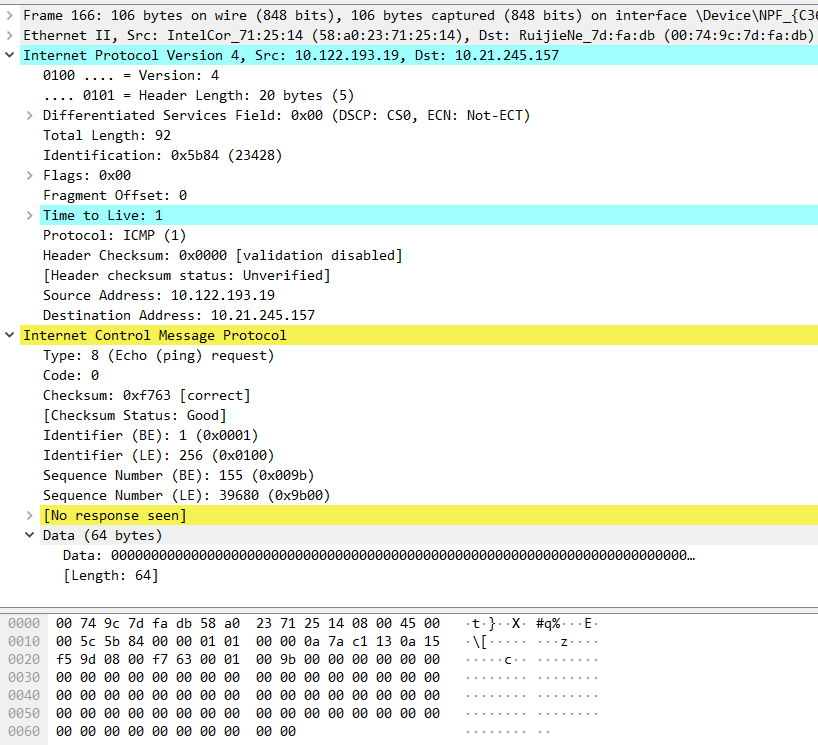 Frame 166: 106 bytes on wire (848 bits), 106 bytes captured (848 bits) on interface \Device\NPF_{C36
Ethernet II, Src: IntelCor_71:25:14 (58:a0:23:71:25:14), Dst: RuijieNe_7d:fa:db (00:74:9c:7d:fa:db)
Internet Protocol Version 4, Src: 10.122.193.19, Dst: 10.21.245.157
0100 .... = Version: 4
.... 0101 = Header Length: 20 bytes (5)
Differentiated Services Field: 0x00 (DSCP: CS0, ECN: Not-ECT)
Total Length: 92
Identification: 0x5b84 (23428)
Flags: 0x00
Fragment Offset: 0
Time to Live: 1
Protocol: ICMP (1)
Header Checksum: 0x0000 [validation disabled]
[Header checksum status: Unverified]
Source Address: 10.122.193.19
Destination Address: 10.21.245.157
Internet Control Message Protocol
Type: 8 (Echo (ping) request)
Code: 0
Checksum: 0xf763 [correct]
[Checksum Status: Good]
Identifier (BE): 1 (0x0001)
Identifier (LE): 256 (0x0100)
Sequence Number (BE): 155 (0x009b)
Sequence Number (LE): 39680 (0x9b00)
[No response seen]
Data (64 bytes)
Data: 000000000000000000000000000000000000000000000000000000000000000000000000…
[Length: 64]
0000 00 74 9c 7d fa db 58 a0 23 71 25 14 08 00 45 00 ·t·}··X· #q%···E·
0010 00 5c 5b 84 00 00 01 01 00 00 0a 7a c1 13 0a 15 ·\[····· ···z····
0020 f5 9d 08 00 f7 63 00 01 00 9b 00 00 00 00 00 00 ·····c·· ········
0030 00 00 00 00 00 00 00 00 00 00 00 00 00 00 00 00 ········ ········
0040 00 00 00 00 00 00 00 00 00 00 00 00 00 00 00 00 ········ ········
0050 00 00 00 00 00 00 00 00 00 00 00 00 00 00 00 00 ········ ········
0060 00 00 00 00 00 00 00 00 00 00 ········ ··